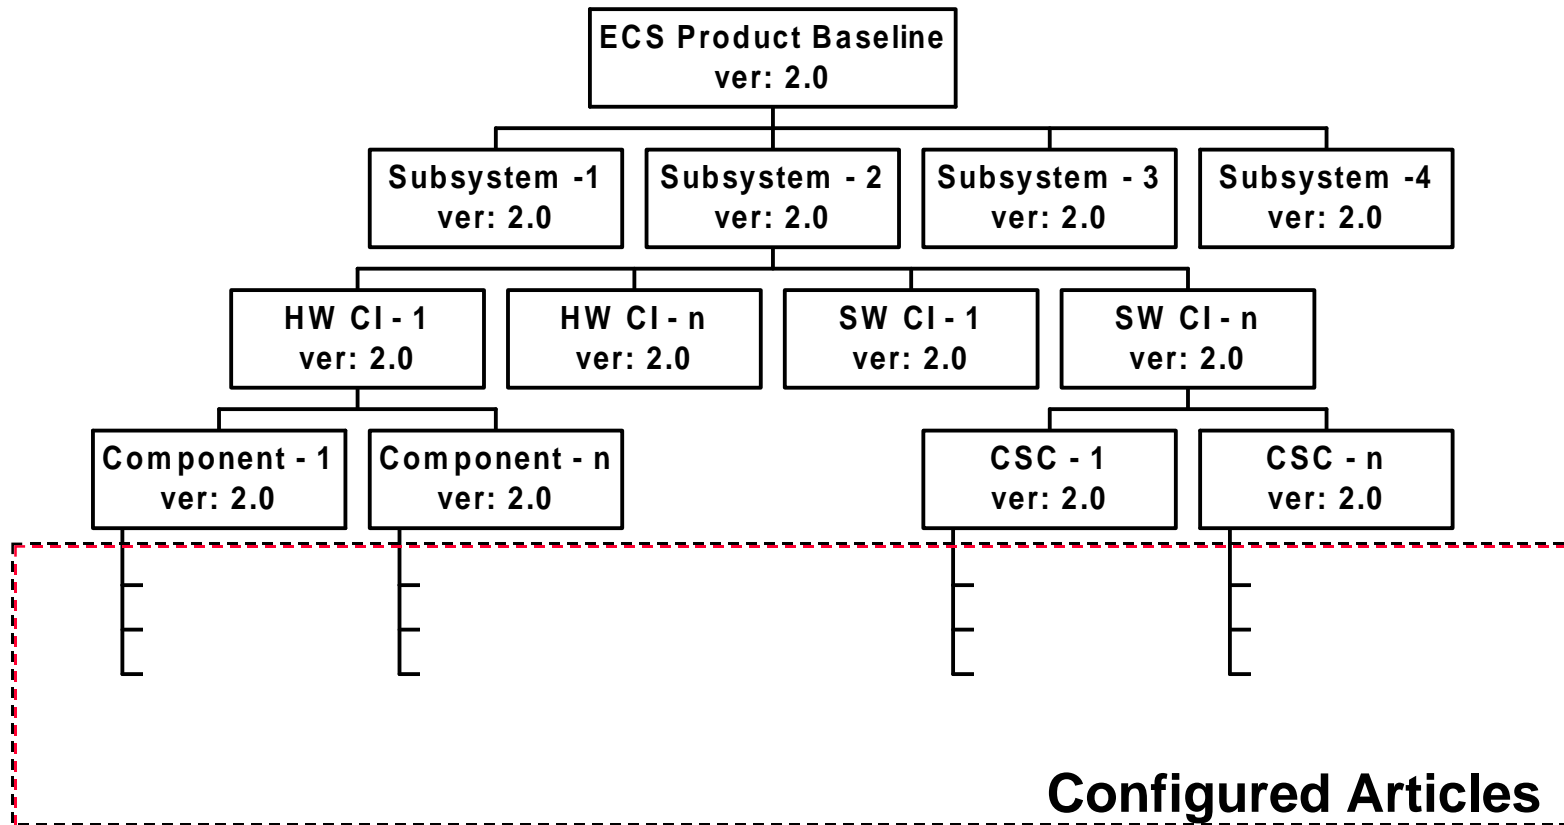 ECS Product Baseline
ver: 2.0
Subsystem -1
ver: 2.0
Subsystem - 2
ver: 2.0
Subsystem - 3
ver: 2.0
Subsystem -4
ver: 2.0
HW CI - 1
ver: 2.0
HW CI - n
ver: 2.0
SW CI - 1
ver: 2.0
SW CI - n
ver: 2.0
Component - 1
ver: 2.0
Component - n
ver: 2.0
CSC - 1
ver: 2.0
CSC - n
ver: 2.0
Configured Articles